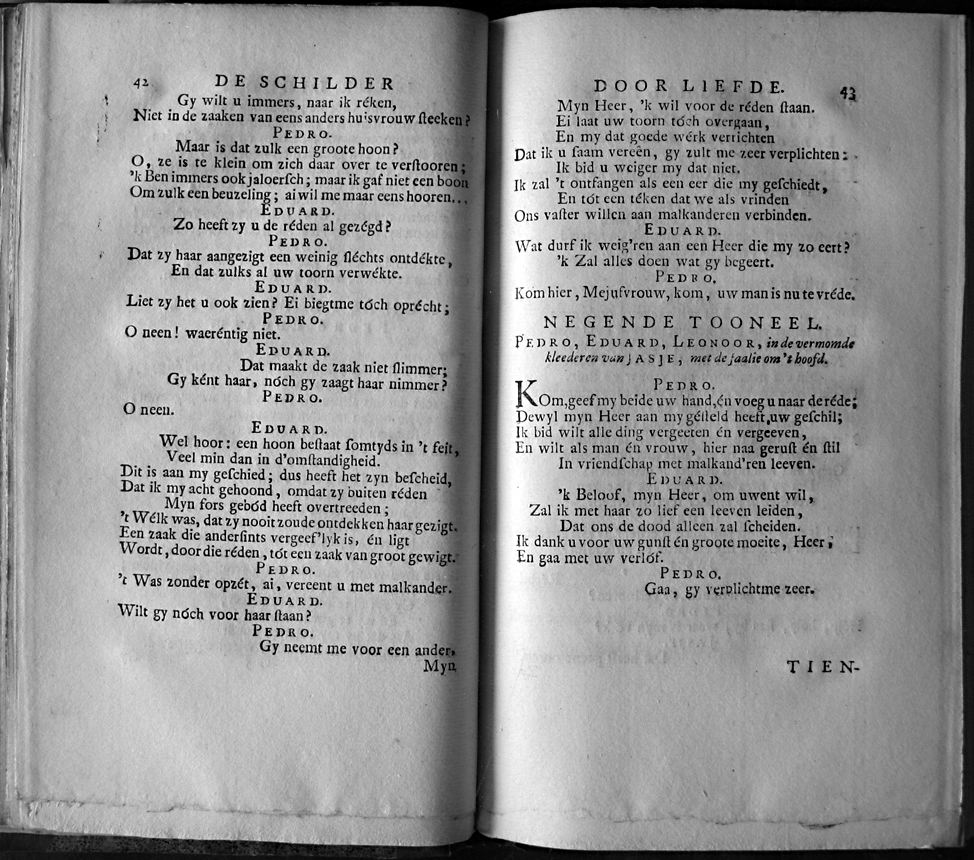 42 DE SCHILDER
Gy wilt u immers, naar ik réken,
Niet in de zaaken van eens anders huisvrouw ſteeken?
PEDRO.
Maar is dat zulk een groote hoon?
O, ze is te klein om zich daar over te verſtooren;
'k Ben immers ook jaloerſch; maar ik gaf niet een boon
Om zulk een beuzeling; ai wil me maar eens hooren...
EDUARD.
Zo heeft zy u de réden al gezégd?
PEDRO.
Dat zy haar aangezigt een weinig ſléchts ontdékte,
En dat zulks al uw toorn verwékte.
EDUARD.
Liet zy het u ook zien? Ei biegtme tóch oprécht;
PEDRO.
O neen! waeréntig niet.
EDUARD.
Dat maakt de zaak niet ſlimmer;
Gy ként haar, nóch gy zaagt haar nimmer?
PEDRO.
O neen.
EDUARD.
Wel hoor: een hoon beſtaat ſomtyds in 't feit,
Veel min dan in d'omſtandigheid.
Dit is aan my geſchied; dus heeft het zyn beſcheid,
Dat ik my acht gehoond, omdat zy buiten réden
Myn fors gebód heeft overtreeden;
't Wélk was, dat zy nooit zoude ontdekken haar gezigt.
Een zaak die anderſints vergeef'lyk is, én ligt
Wordt, door die réden, tót een zaak van groot gewigt.
PEDRO.
't Was zonder opzét, ai, vereent u met malkander.
EDUARD.
Wilt gy nóch voor haar ſtaan?
PEDRO.
Gy neemt me voor een ander,
Myn
DOOR LIEFDE. 43
Myn Heer, 'k wil voor de réden ſtaan.
Ei laat uw toorn tóch overgaan,
En my dat goede wérk verrichten
Dat ik u ſaam vereên, gy zult me zeer verplichten:
Ik bid u weiger my dat niet.
Ik zal 't ontfangen als een eer die my geſchiedt,
En tót een téken dat we als vrinden
Ons vaſter willen aan malkanderen verbinden.
EDUARD.
Wat durf ik weig'ren aan een Heer die my zo eert?
'k Zal alles doen wat gy begeert.
PEDRO.
Kom hier, Mejufvrouw, kom, uw man is nu te vréde.
NEGENDE TOONEEL.
PEDRO, EDUARD, LEONOOR, in de vermomde
kleederen van JASJE, met de jaalie om 't hoofd.
PEDRO.
KOm, geef my beide uw hand, én voeg u naar de réde;
Dewyl myn Heer aan my géſteld heeft, uw geſchil;
Ik bid wilt alle ding vergeeten én vergeeven,
En wilt als man én vrouw, hier naa geruſt én ſtil
In vriendſchap met malkand'ren leeven.
EDUARD.
'k Beloof, myn Heer, om uwent wil,
Zal ik met haar zo lief een leeven leiden,
Dat ons de dood alleen zal ſcheiden.
Ik dank u voor uw gunſt én groote moeite, Heer;
En gaa met uw verlóf.
PEDRO.
Gaa, gy verplichtme zeer.
TIEN-